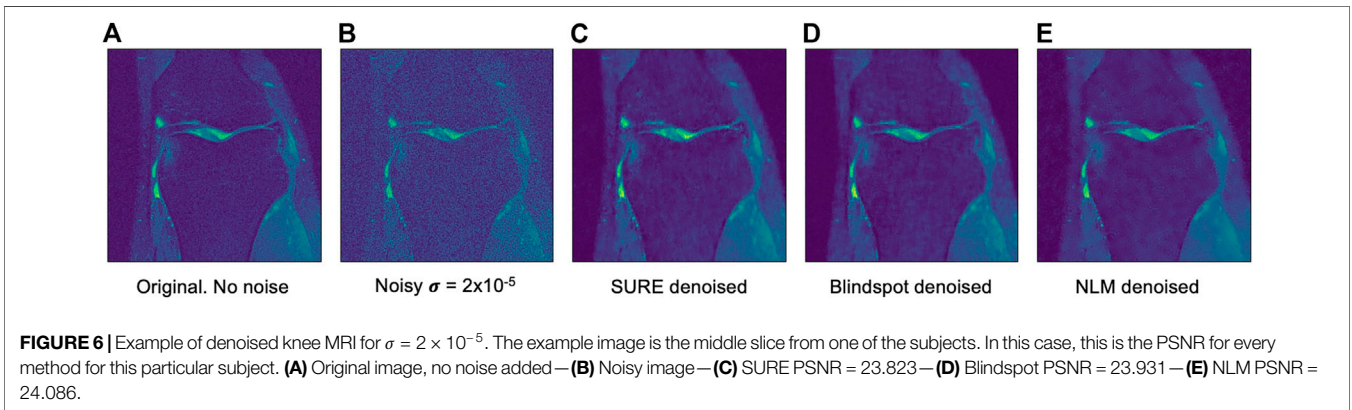 A
B
C
D
E
Original. No noise
Noisy σ = 2x10⁻⁵
SURE denoised
Blindspot denoised
NLM denoised
FIGURE 6 | Example of denoised knee MRI for σ = 2 × 10⁻⁵. The example image is the middle slice from one of the subjects. In this case, this is the PSNR for every
method for this particular subject. (A) Original image, no noise added—(B) Noisy image—(C) SURE PSNR = 23.823—(D) Blindspot PSNR = 23.931—(E) NLM PSNR =
24.086.